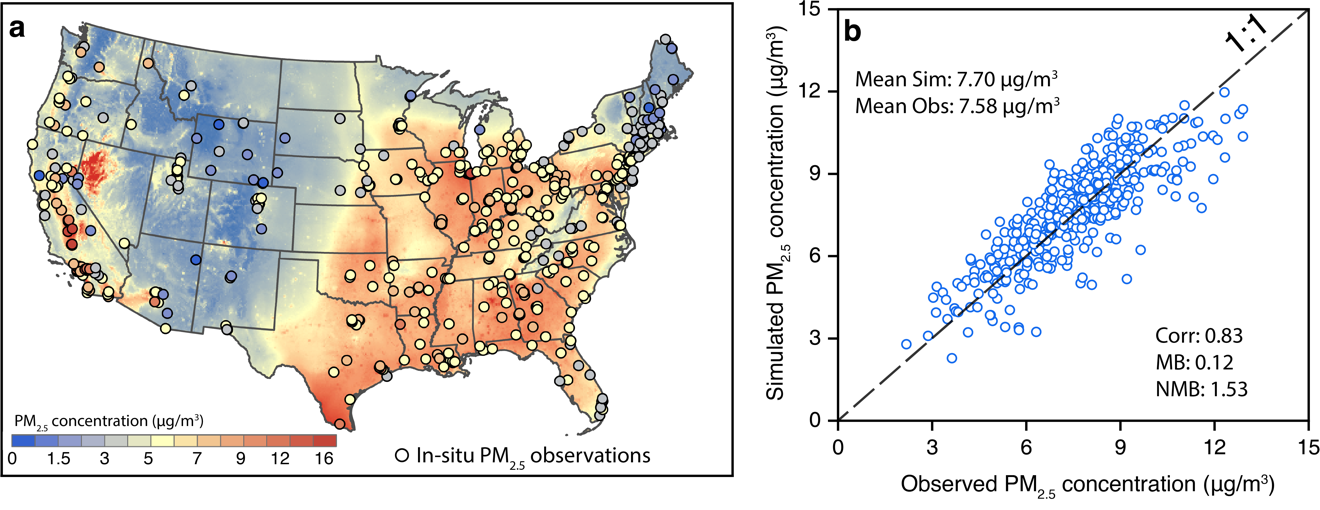 a
PM2.5 concentration (µg/m³)
0 1.5 3 5 7 9 12 16
In-situ PM2.5 observations
b
1:1
Mean Sim: 7.70 µg/m³
Mean Obs: 7.58 µg/m³
Corr: 0.83
MB: 0.12
NMB: 1.53
Simulated PM2.5 concentration (µg/m³)
15
12
9
6
3
0
0 3 6 9 12 15
Observed PM2.5 concentration (µg/m³)